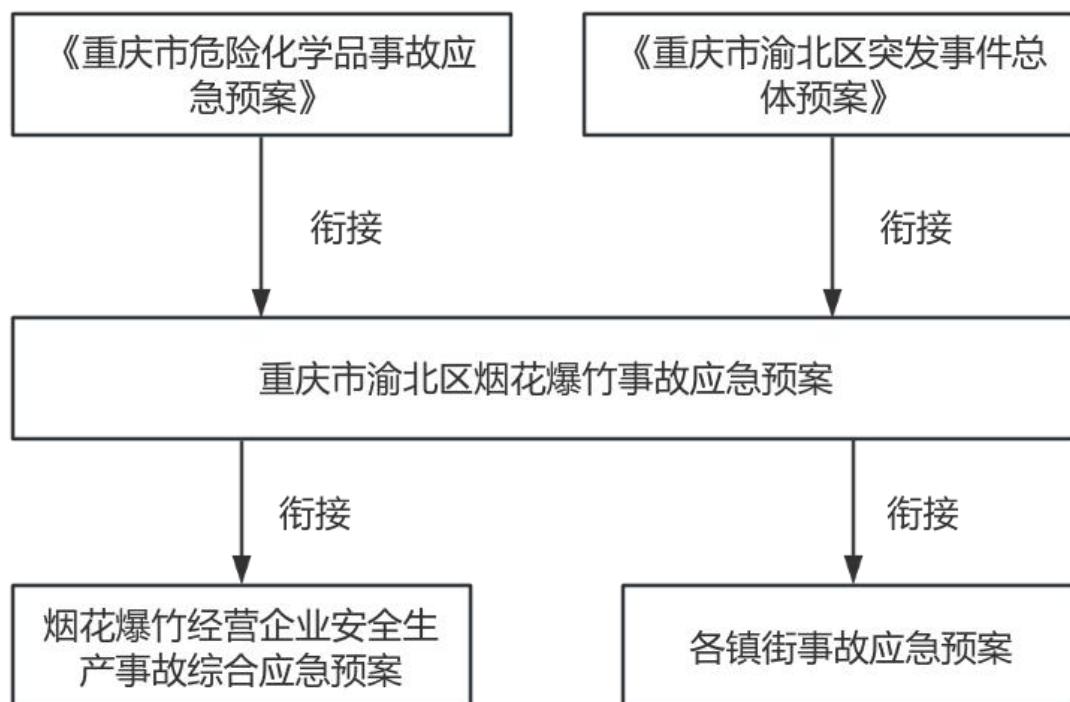 《重庆市危险化学品事故应
急预案》
《重庆市渝北区突发事件总
体预案》
衔接
衔接
重庆市渝北区烟花爆竹事故应急预案
衔接
衔接
烟花爆竹经营企业安全生
产事故综合应急预案
各镇街事故应急预案